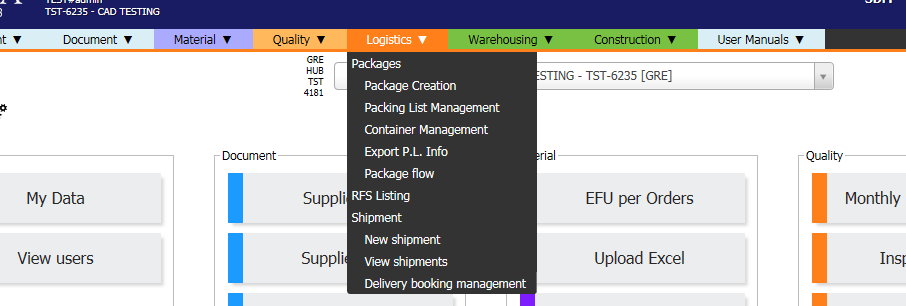 TEST#admin
TST-6235 - CAD TESTING
Document ▼
Material ▼
Quality ▼
Logistics ▼
Warehousing ▼
Construction ▼
User Manuals ▼
GRE
HUB
TST
4181
ESTING - TST-6235 [GRE]
Packages
Package Creation
Packing List Management
Container Management
Export P.L. Info
Package flow
RFS Listing
Shipment
New shipment
View shipments
Delivery booking management
My Data
View users
Document
Suppli
Supplie
erial
EFU per Orders
Upload Excel
Quality
Monthly
Insp